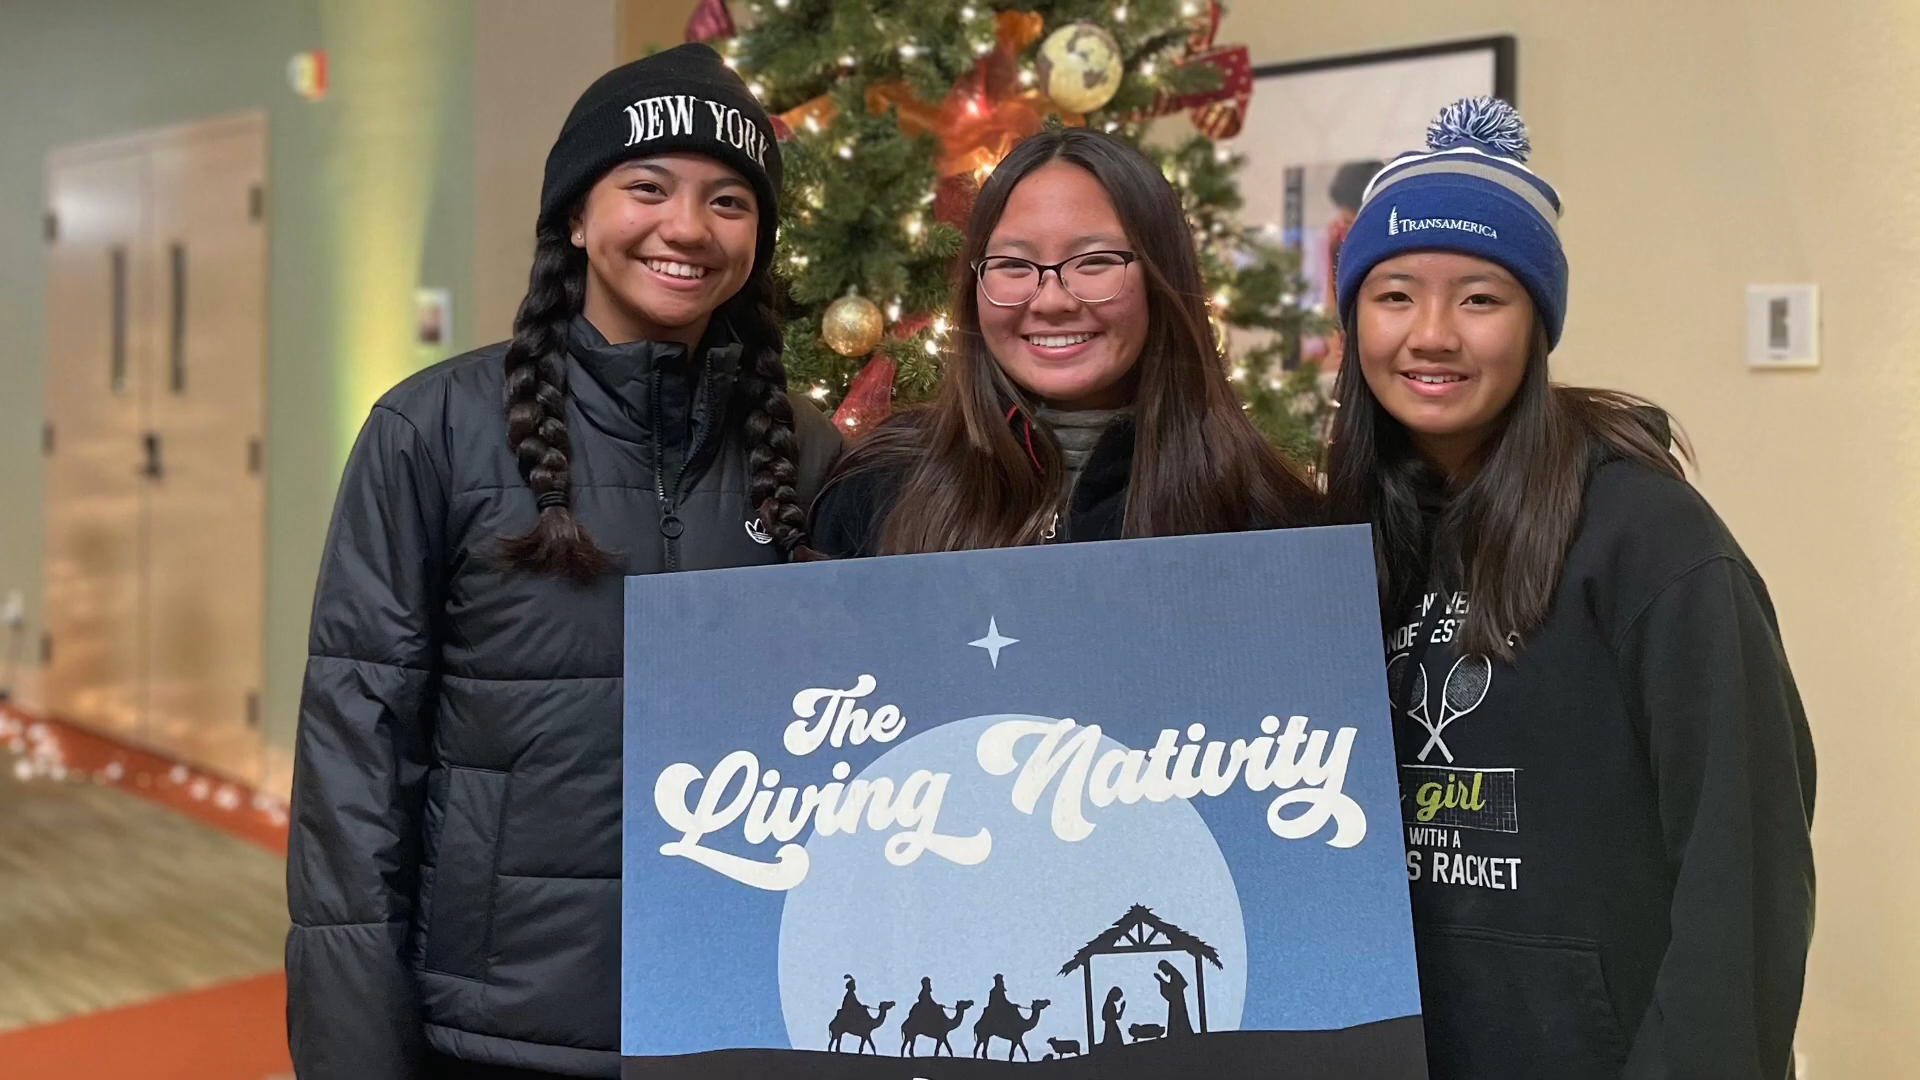 NEW YORK
TRANSAMERICA
The
Living Nativity
girl
WITH A
RACKET